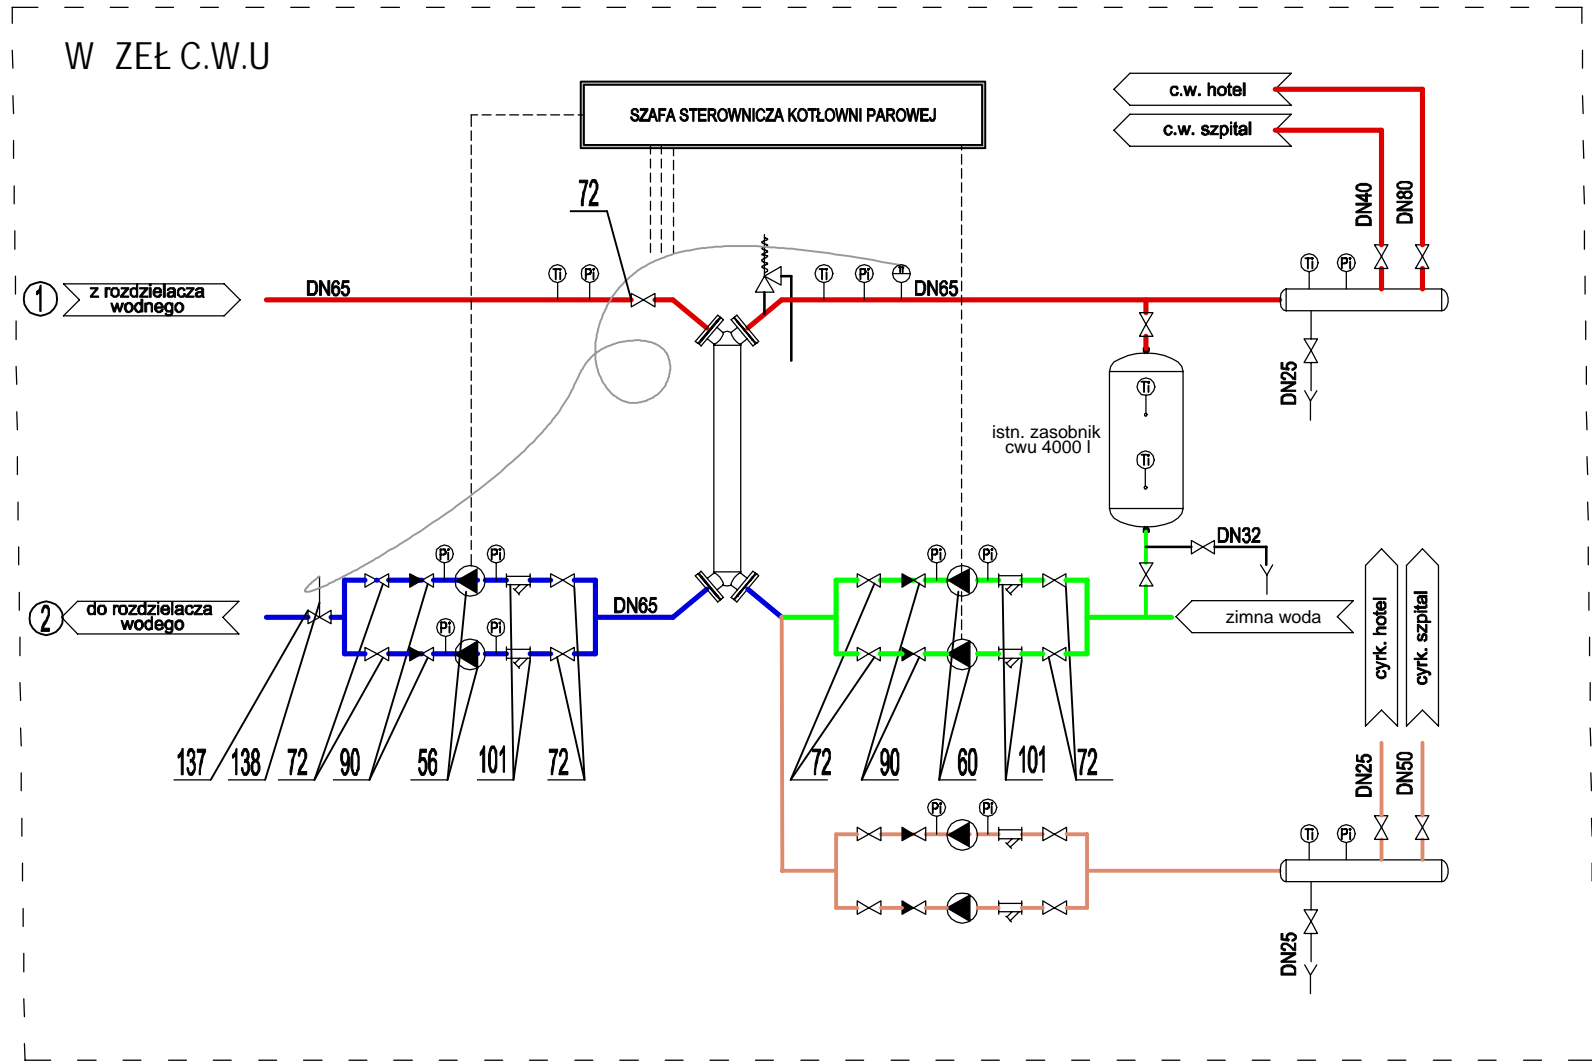 W ZEŁ C.W.U
SZAFA STEROWNICZA KOTŁOWNI PAROWEJ
c.w. hotel
c.w. szpital
DN40
DN80
72
1
z rozdzielacza
wodnego
DN65
Ti
Pi
Ti
Pi
DN65
Ti
Pi
DN25
Ti
Ti
istn. zasobnik
cwu 4000 l
DN32
2
do rozdzielacza
wodego
Pi
Pi
Pi
Pi
DN65
Pi
Pi
zimna woda
cyrk. hotel
cyrk. szpital
137
138
72
90
56
101
72
72
90
60
101
72
DN25
DN50
Pi
Pi
Ti
Pi
DN25